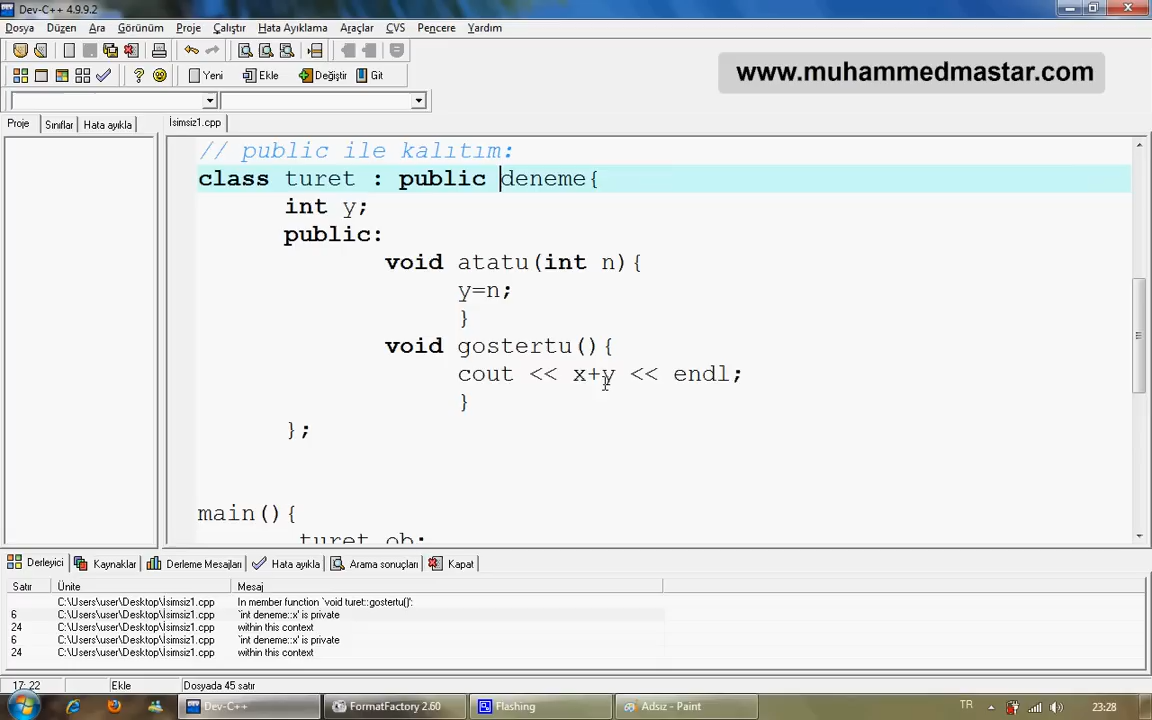 Dev-C++ 4.9.9.2
Dosya Düzen Ara Görünüm Proje Çalıştır Hata Ayıklama Araçlar CVS Pencere Yardım
Yeni Ekle Değiştir Git
www.muhammedmastar.com
Proje Sınıflar Hata ayıkla
İsimsiz1.cpp
// public ile kalıtım:
class turet : public deneme{
int y;
public:
void atatu(int n){
y=n;
}
void gostertu(){
cout << x+y << endl;
}
};
main(){
turet ob;
Derleyici Kaynaklar Derleme Mesajları Hata ayıkla Arama sonuçları Kapat
Satır Ünite Mesaj
C:\Users\user\Desktop\İsimsiz1.cpp In member function `void turet::gostertu()':
6 C:\Users\user\Desktop\İsimsiz1.cpp `int deneme::x' is private
24 C:\Users\user\Desktop\İsimsiz1.cpp within this context
6 C:\Users\user\Desktop\İsimsiz1.cpp `int deneme::x' is private
24 C:\Users\user\Desktop\İsimsiz1.cpp within this context
17: 22 Ekle Dosyada 45 satır
Dev-C++ FormatFactory 2.60 Flashing Adsız - Paint TR 23:28